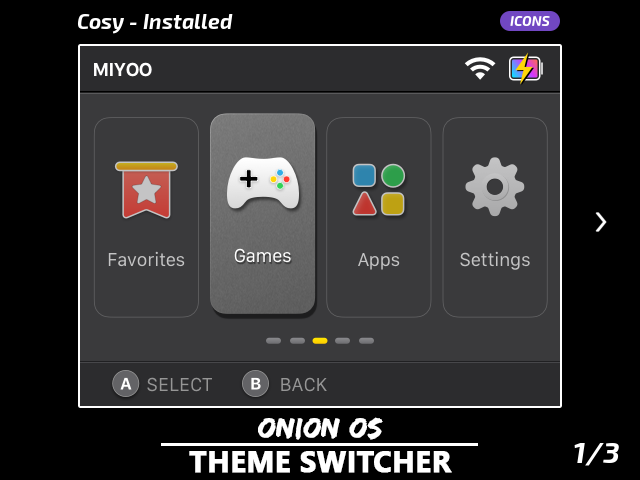 Cosy - Installed
ICONS
MIYOO
Favorites
Games
Apps
Settings
A SELECT B BACK
ONION OS
THEME SWITCHER
1/3